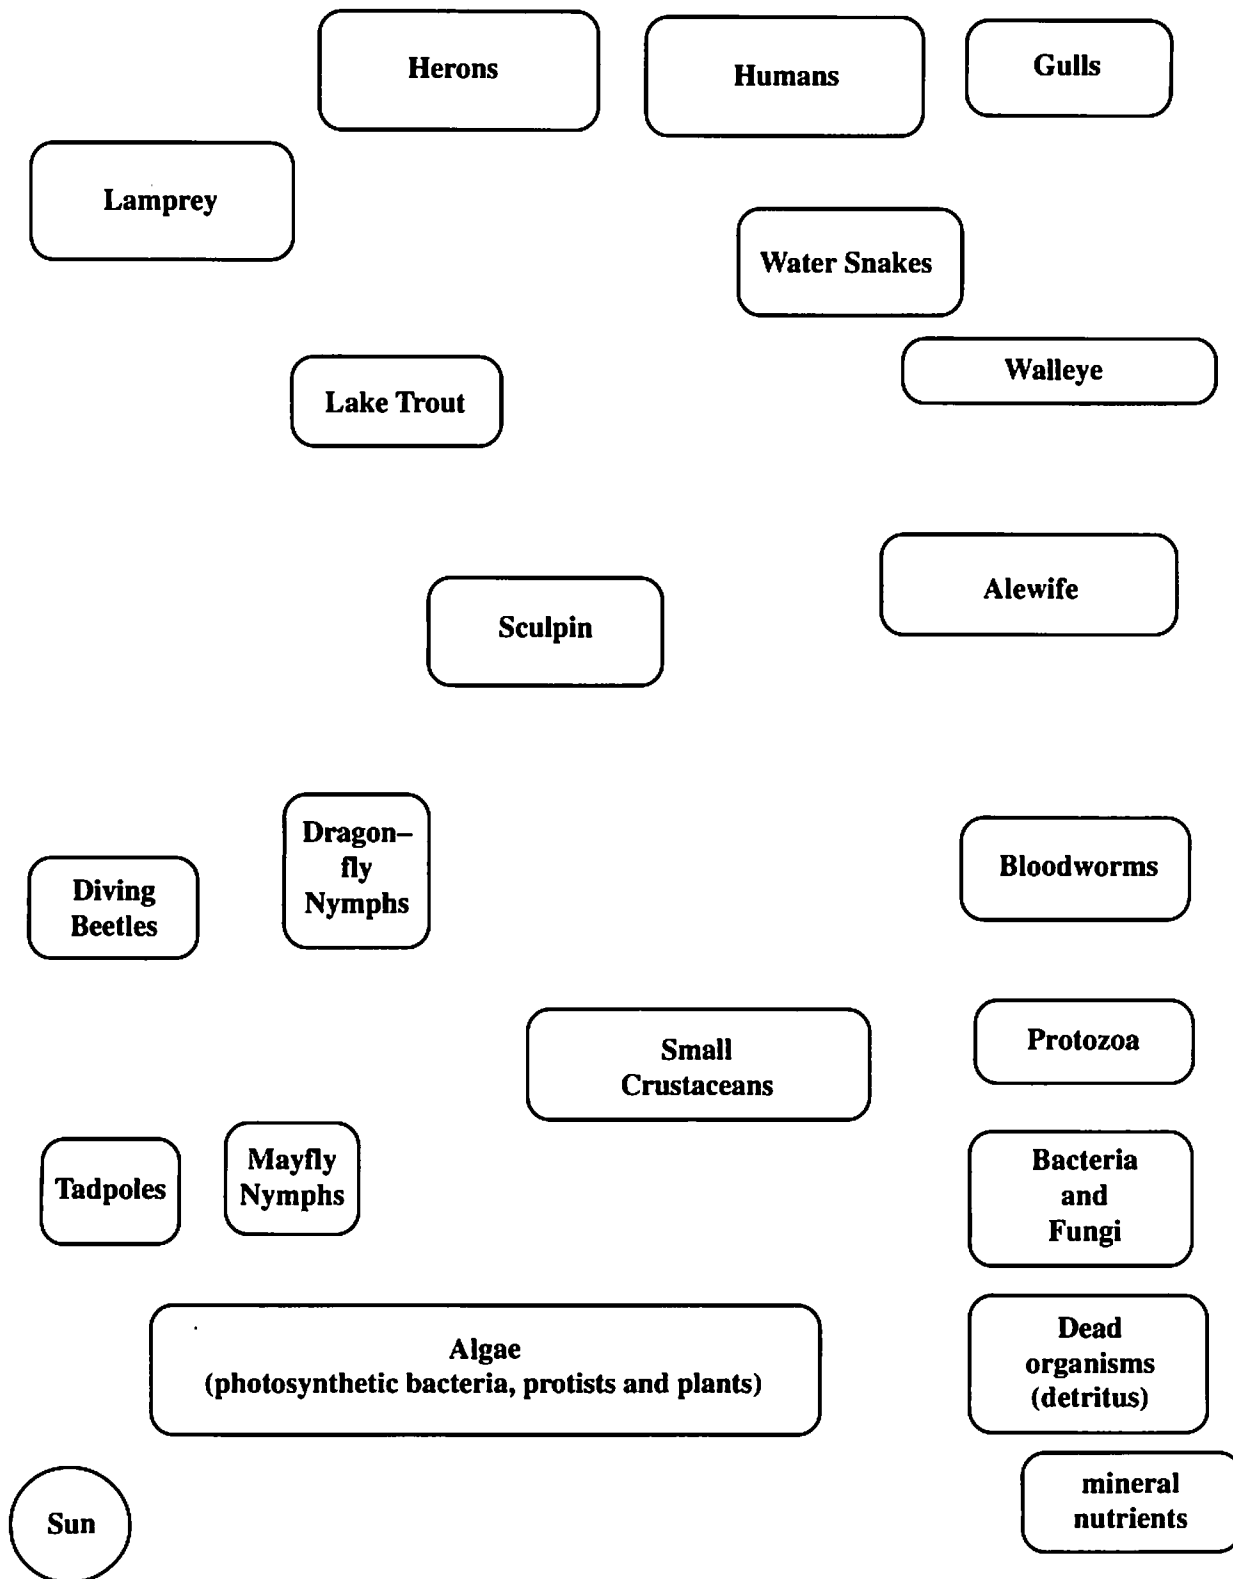 Herons
Humans
Gulls
Lamprey
Water Snakes
Walleye
Lake Trout
Alewife
Sculpin
Dragon–
fly
Nymphs
Bloodworms
Diving
Beetles
Small
Crustaceans
Protozoa
Tadpoles
Mayfly
Nymphs
Bacteria
and
Fungi
Algae
(photosynthetic bacteria, protists and plants)
Dead
organisms
(detritus)
Sun
mineral
nutrients